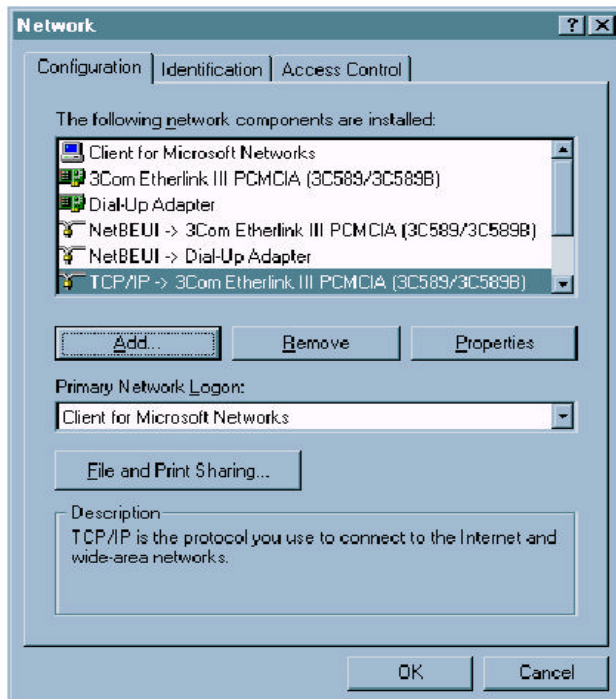 Network
Configuration Identification Access Control
The following network components are installed:
Client for Microsoft Networks
3Com Etherlink III PCMCIA (3C589/3C589B)
Dial-Up Adapter
NetBEUI -> 3Com Etherlink III PCMCIA (3C589/3C589B)
NetBEUI -> Dial-Up Adapter
TCP/IP -> 3Com Etherlink III PCMCIA (3C589/3C589B)
Add... Remove Properties
Primary Network Logon:
Client for Microsoft Networks
File and Print Sharing...
Description
TCP/IP is the protocol you use to connect to the Internet and
wide-area networks.
OK Cancel